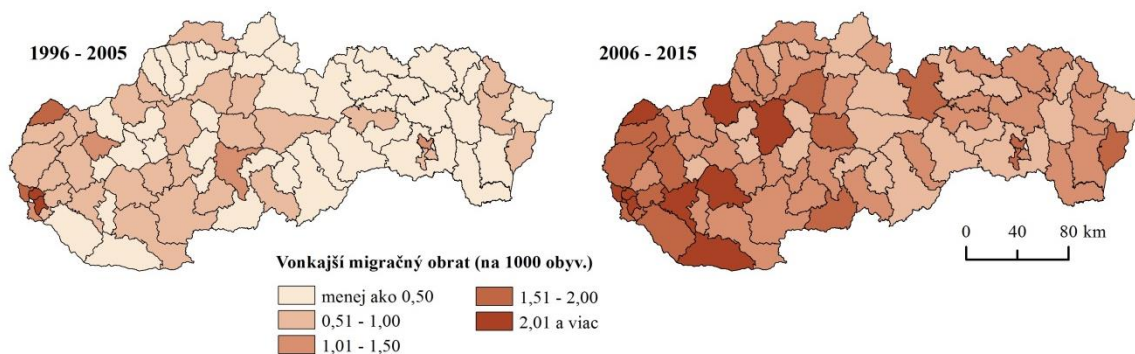 1996 - 2005
2006 - 2015
Vonkajší migračný obrat (na 1000 obyv.)
menej ako 0,50
0,51 - 1,00
1,01 - 1,50
1,51 - 2,00
2,01 a viac
0 40 80 km